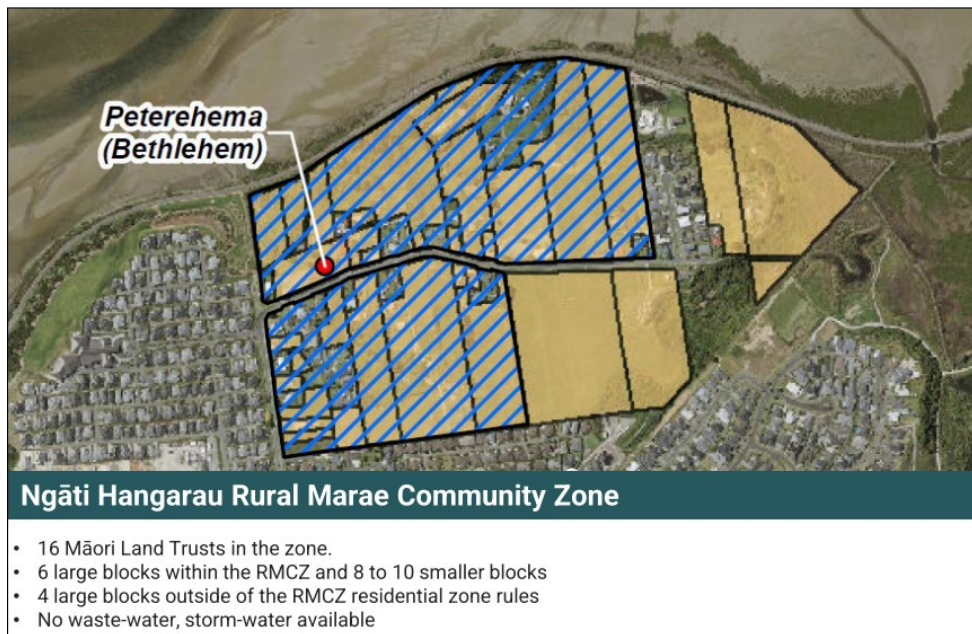 Peterehema
(Bethlehem)
Ngāti Hangarau Rural Marae Community Zone
• 16 Māori Land Trusts in the zone.
• 6 large blocks within the RMCZ and 8 to 10 smaller blocks
• 4 large blocks outside of the RMCZ residential zone rules
• No waste-water, storm-water available